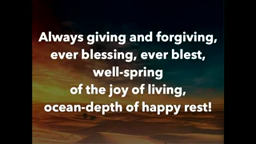 Always giving and forgiving,
ever blessing, ever blest,
well-spring
of the joy of living,
ocean-depth of happy rest!